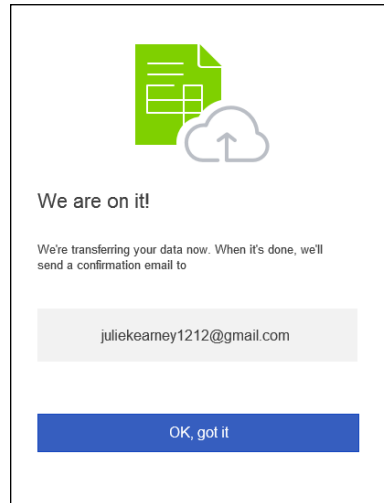 We are on it!
We're transferring your data now. When it's done, we'll
send a confirmation email to
juliekearney1212@gmail.com
OK, got it